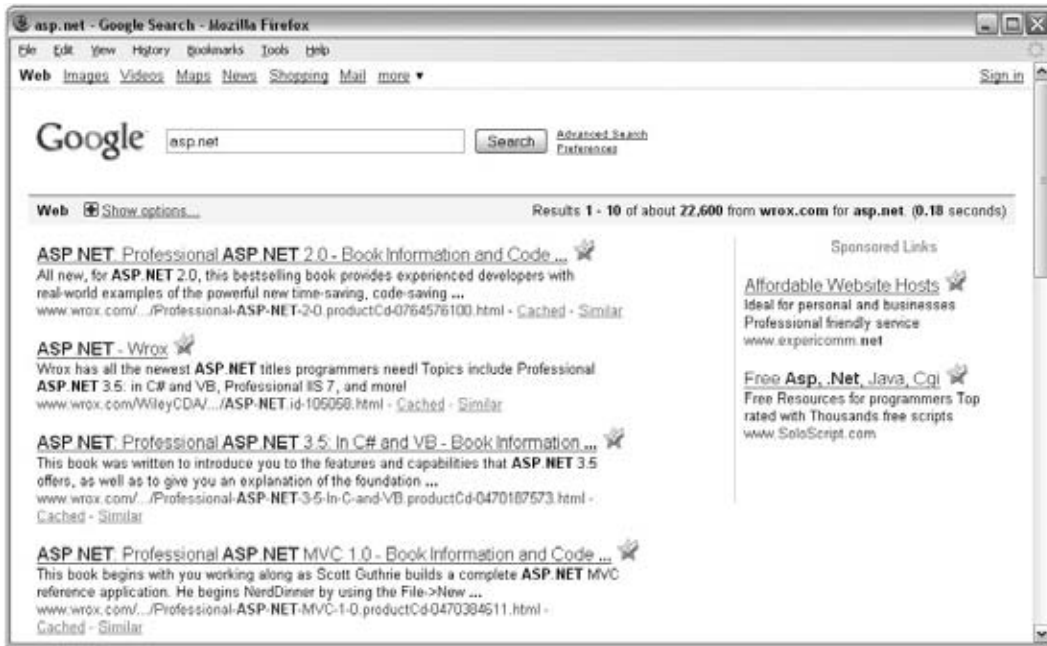 asp.net - Google Search - Mozilla Firefox
File Edit View History Bookmarks Tools Help
Web Images Videos Maps News Shopping Mail more ▼
Sign in
Google
asp.net
Search
Advanced Search
Preferences
Web Show options...
Results 1 - 10 of about 22,600 from wrox.com for asp.net. (0.18 seconds)
ASP.NET: Professional ASP.NET 2.0 - Book Information and Code ...
All new, for ASP.NET 2.0, this bestselling book provides experienced developers with
real-world examples of the powerful new time-saving, code-saving ...
www.wrox.com/.../Professional-ASP-NET-2-0.productCd-0764576100.html - Cached - Similar
ASP.NET - Wrox
Wrox has all the newest ASP.NET titles programmers need! Topics include Professional
ASP.NET 3.5: in C# and VB, Professional IIS 7, and more!
www.wrox.com/WileyCDA/.../ASP-NET.id-105058.html - Cached - Similar
ASP.NET: Professional ASP.NET 3.5: In C# and VB - Book Information ...
This book was written to introduce you to the features and capabilities that ASP.NET 3.5
offers, as well as to give you an explanation of the foundation ...
www.wrox.com/.../Professional-ASP-NET-3-5-In-C-and-VB.productCd-0470187573.html -
Cached - Similar
ASP.NET: Professional ASP.NET MVC 1.0 - Book Information and Code ...
This book begins with you working along as Scott Guthrie builds a complete ASP.NET MVC
reference application. He begins NerdDinner by using the File->New ...
www.wrox.com/.../Professional-ASP-NET-MVC-1-0.productCd-0470384611.html -
Cached - Similar
Sponsored Links
Affordable Website Hosts
Ideal for personal and businesses
Professional friendly service
www.expericomm.net
Free Asp, .Net, Java, Cgi
Free Resources for programmers Top
rated with Thousands free scripts
www.SoloScript.com